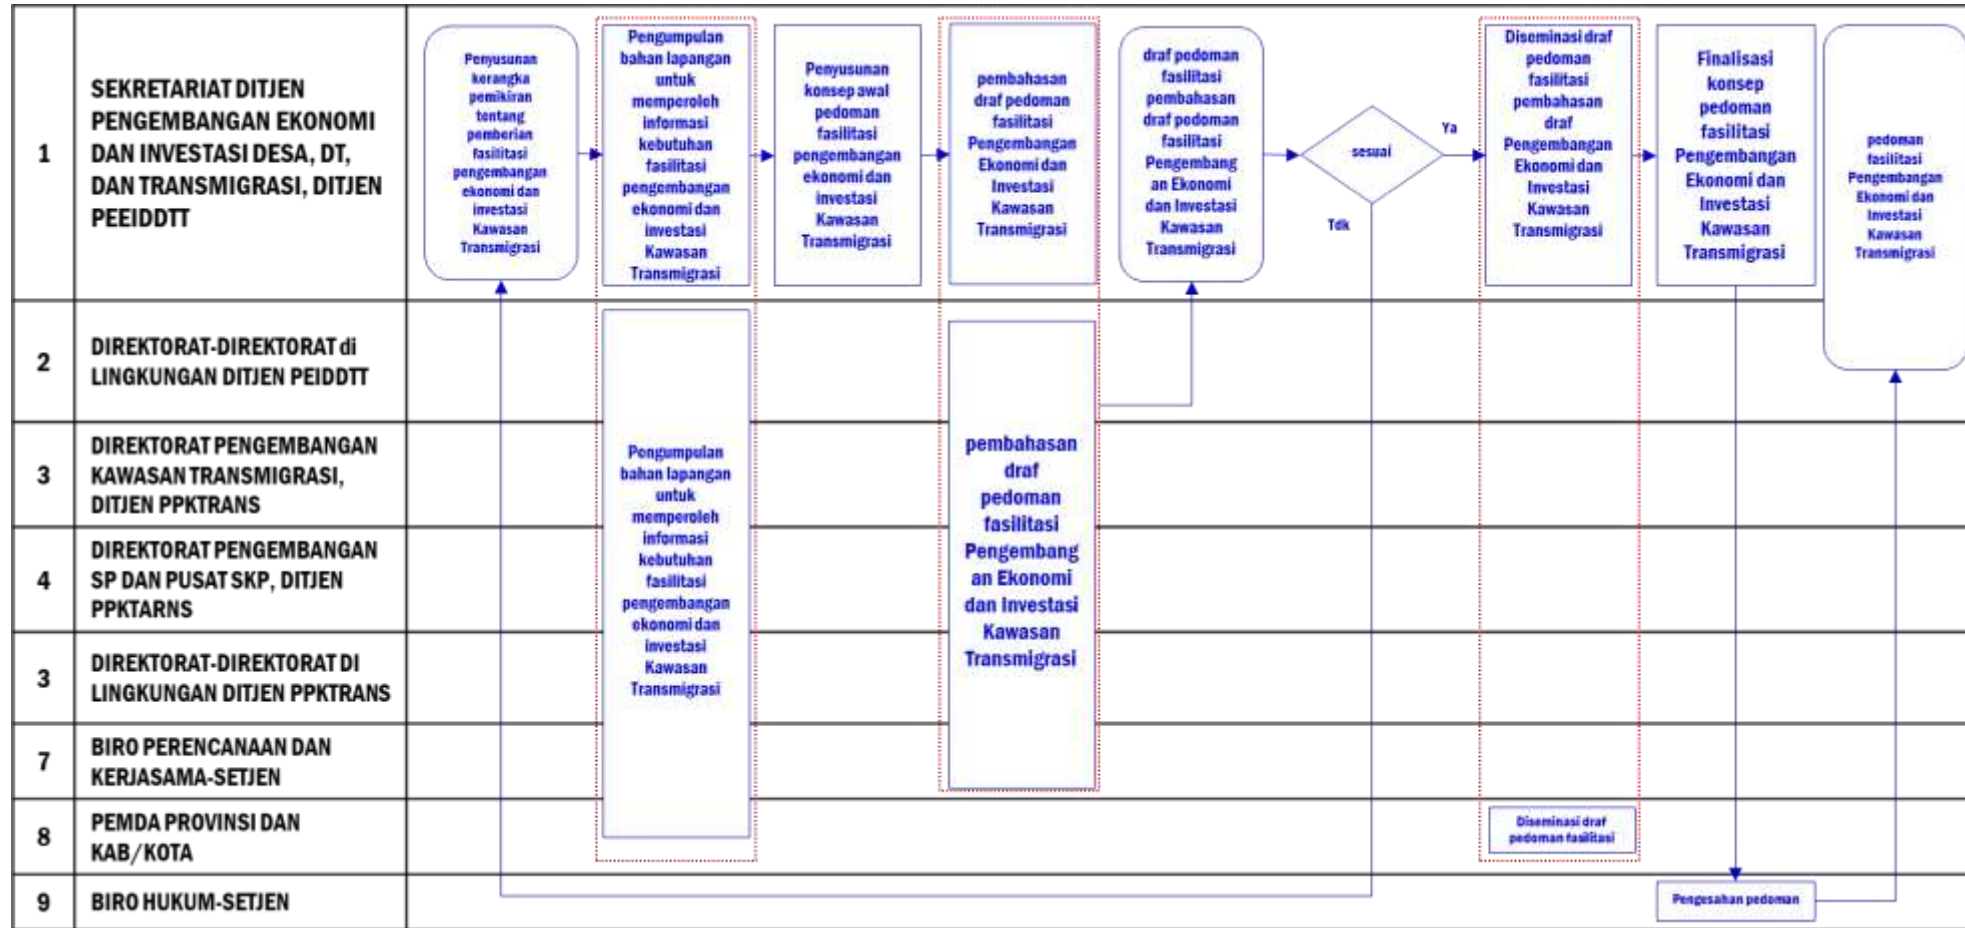 1
SEKRETARIAT DITJEN
PENGEMBANGAN EKONOMI
DAN INVESTASI DESA, DT,
DAN TRANSMIGRASI, DITJEN
PEEIDDTT
Penyusunan
kerangka
pemikiran
tentang
pemberian
fasilitasi
pengembangan
ekonomi dan
investasi
Kawasan
Transmigrasi
Pengumpulan
bahan lapangan
untuk
memperoleh
informasi
kebutuhan
fasilitasi
pengembangan
ekonomi dan
investasi
Kawasan
Transmigrasi
Penyusunan
konsep awal
pedoman
fasilitasi
pengembangan
ekonomi dan
investasi
Kawasan
Transmigrasi
pembahasan
draf pedoman
fasilitasi
Pengembangan
Ekonomi dan
Investasi
Kawasan
Transmigrasi
draf pedoman
fasilitasi
pembahasan
draf pedoman
fasilitasi
Pengembang
an Ekonomi
dan Investasi
Kawasan
Transmigrasi
sesuai
Ya
Tdk
Diseminasi draf
pedoman
fasilitasi
pembahasan
draf
Pengembangan
Ekonomi dan
Investasi
Kawasan
Transmigrasi
Finalisasi
konsep
pedoman
fasilitasi
Pengembangan
Ekonomi dan
Investasi
Kawasan
Transmigrasi
pedoman
fasilitasi
Pengembangan
Ekonomi dan
Investasi
Kawasan
Transmigrasi
2
DIREKTORAT-DIREKTORAT di
LINGKUNGAN DITJEN PEIDDTT
3
DIREKTORAT PENGEMBANGAN
KAWASAN TRANSMIGRASI,
DITJEN PPKTRANS
Pengumpulan
bahan lapangan
untuk
memperoleh
informasi
kebutuhan
fasilitasi
pengembangan
ekonomi dan
investasi
Kawasan
Transmigrasi
pembahasan
draf
pedoman
fasilitasi
Pengembang
an Ekonomi
dan Investasi
Kawasan
Transmigrasi
4
DIREKTORAT PENGEMBANGAN
SP DAN PUSAT SKP, DITJEN
PPKTARNS
3
DIREKTORAT-DIREKTORAT DI
LINGKUNGAN DITJEN PPKTRANS
7
BIRO PERENCANAAN DAN
KERJASAMA-SETJEN
8
PEMDA PROVINSI DAN
KAB/KOTA
Diseminasi draf
pedoman fasilitasi
9
BIRO HUKUM-SETJEN
Pengesahan pedoman